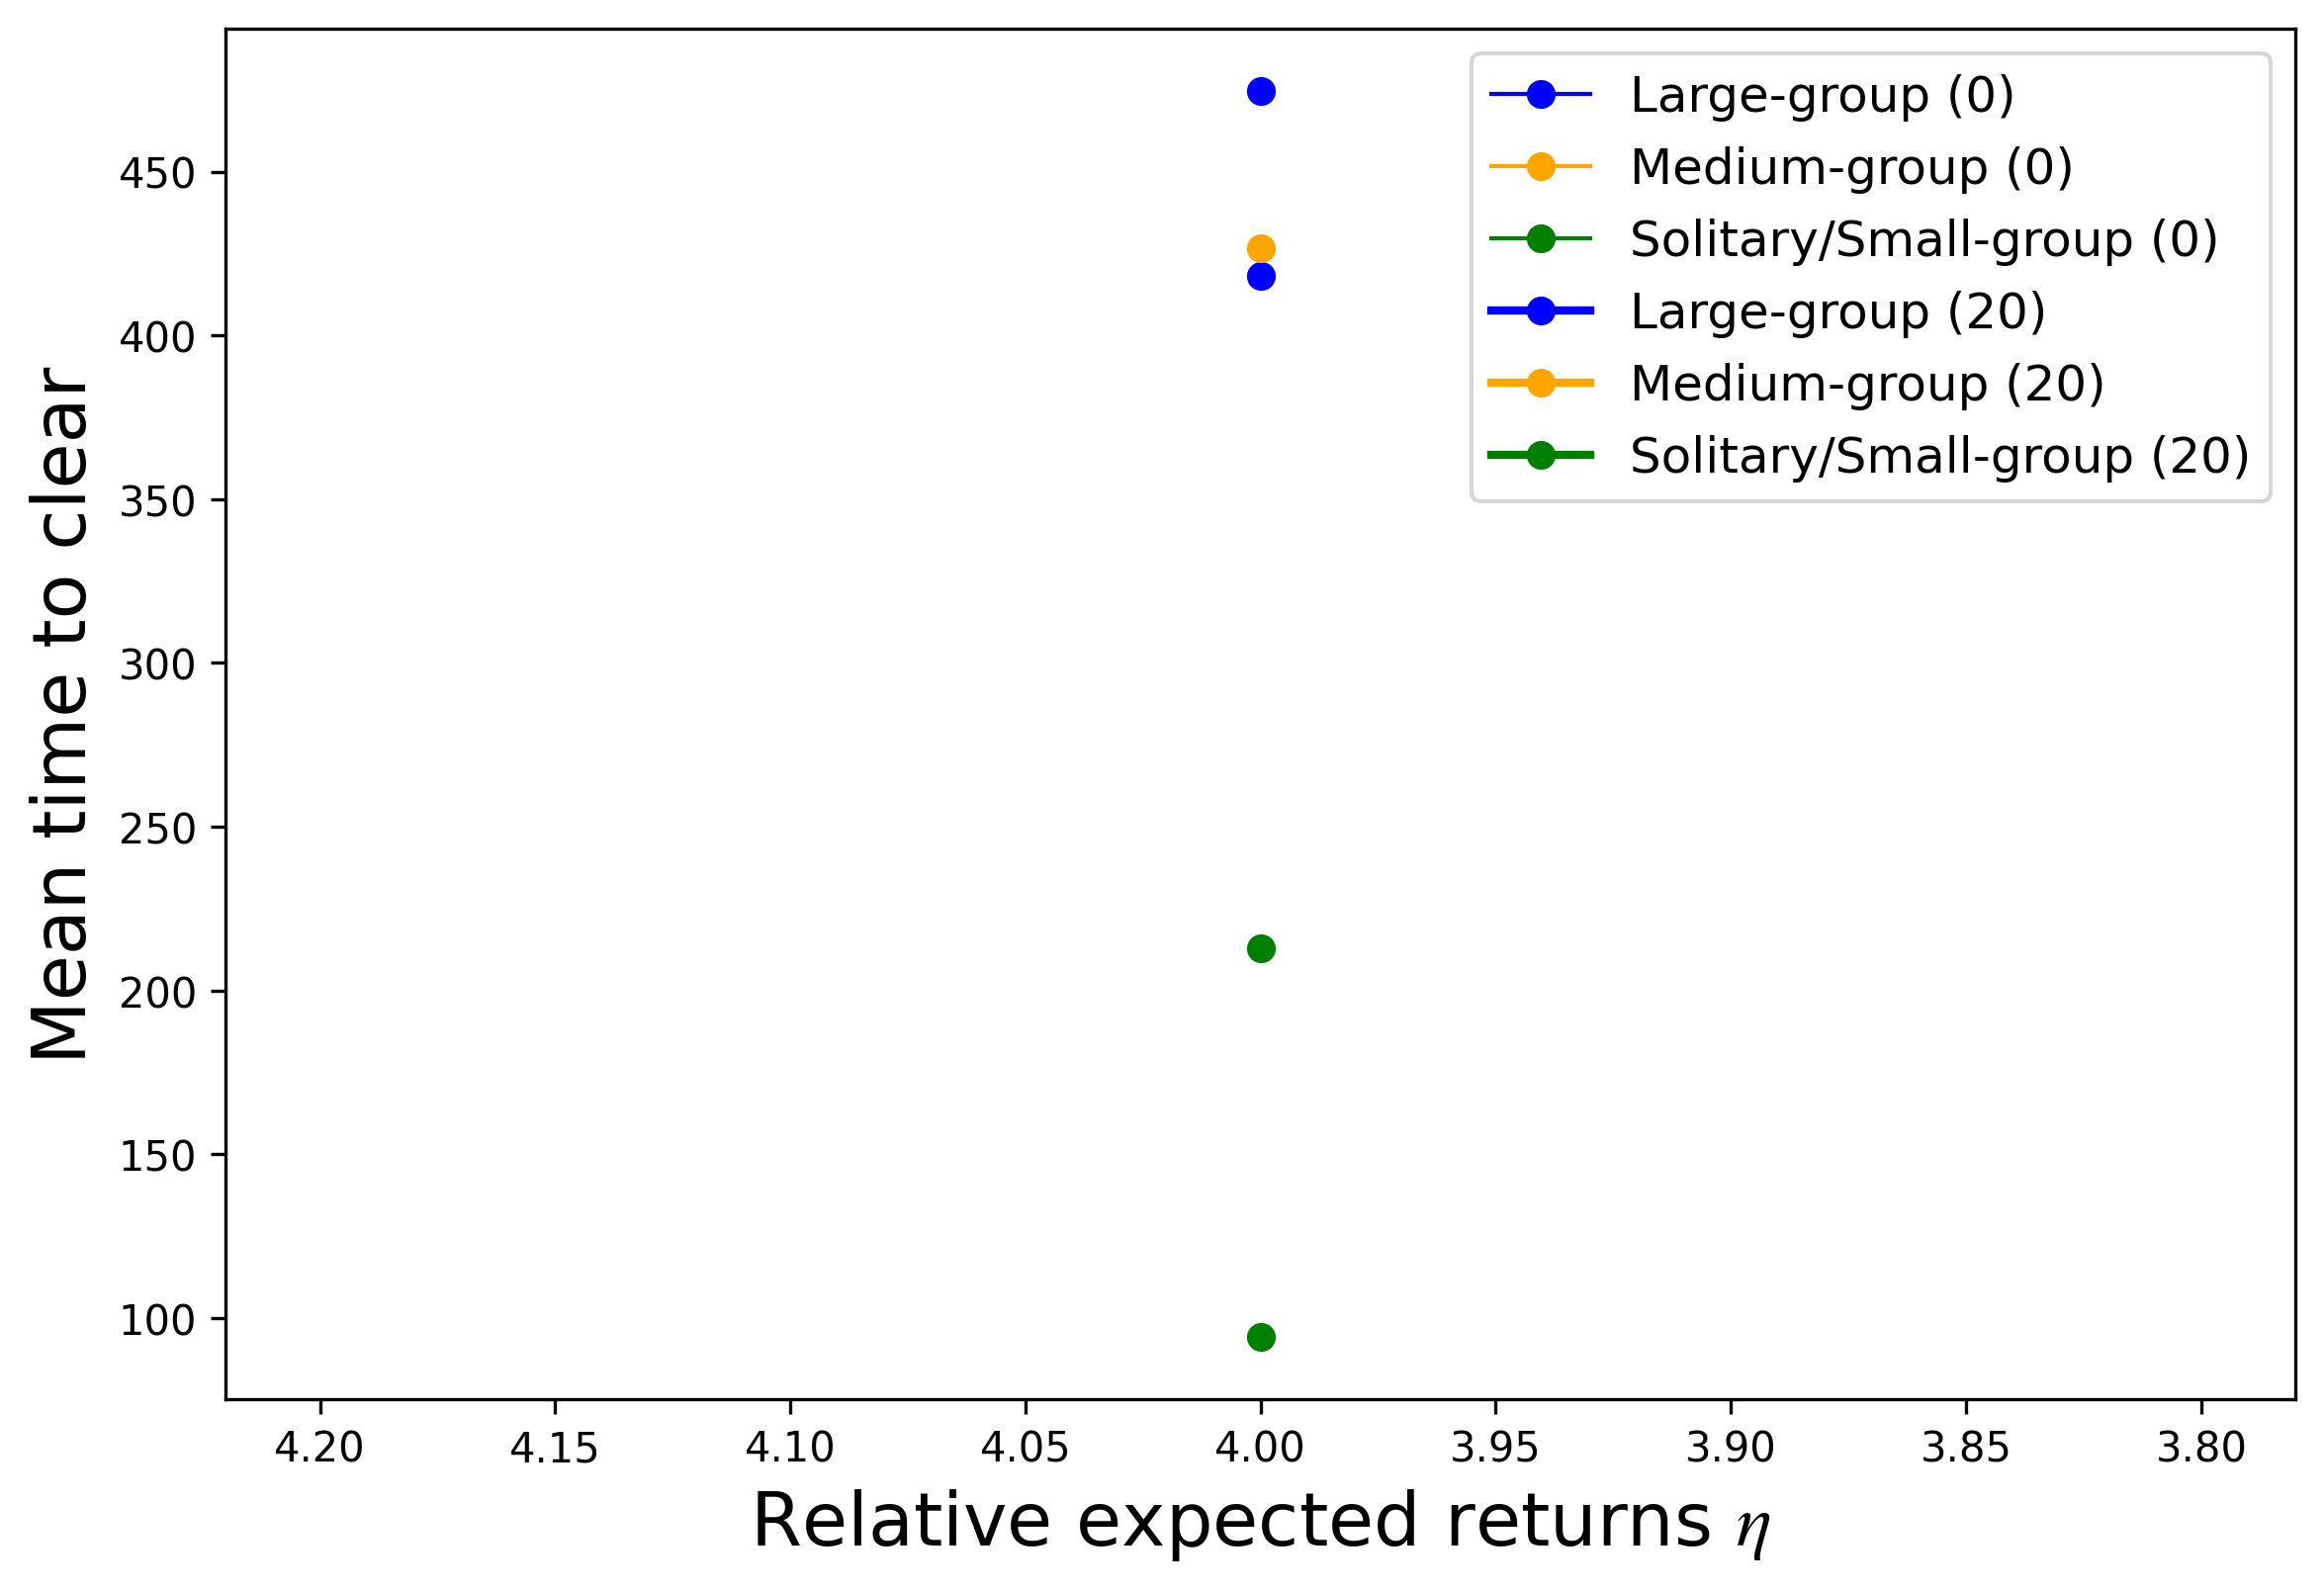 Large-group (0)
Medium-group (0)
Solitary/Small-group (0)
Large-group (20)
Medium-group (20)
Solitary/Small-group (20)
450
400
350
300
250
200
150
100
Mean time to clear
4.20 4.15 4.10 4.05 4.00 3.95 3.90 3.85 3.80
Relative expected returns η